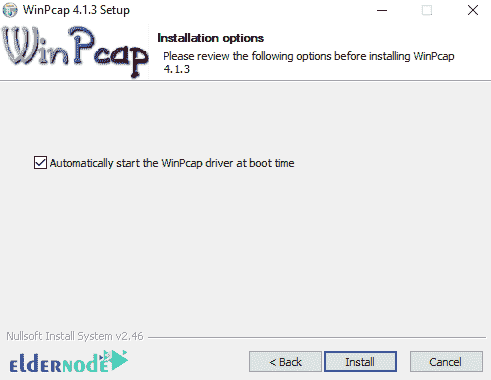 WinPcap 4.1.3 Setup
WinPcap
Installation options
Please review the following options before installing WinPcap
4.1.3
Automatically start the WinPcap driver at boot time
Nullsoft Install System v2.46
elderNode
< Back
Install
Cancel